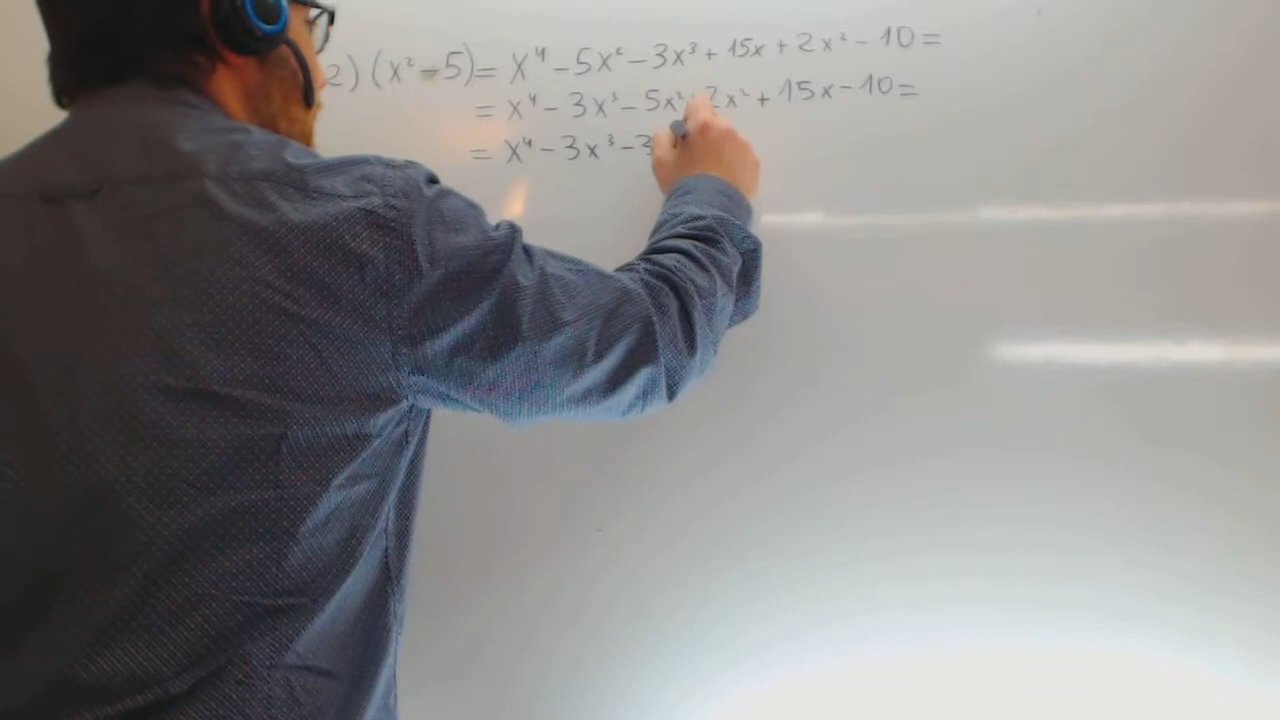 2) (x² - 5) = x⁴ - 5x² - 3x³ + 15x + 2x² - 10 =
= x⁴ - 3x³ - 5x² + 2x² + 15x - 10 =
= x⁴ - 3x³ - 3